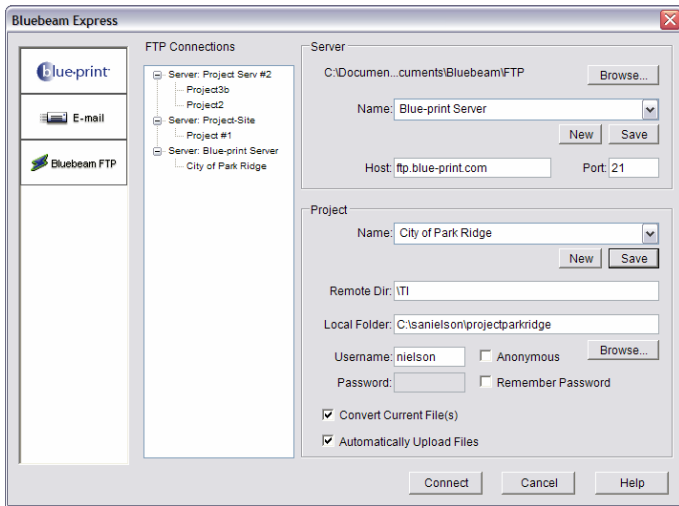 Bluebeam Express
blue·print
E-mail
Bluebeam FTP
FTP Connections
Server: Project Serv #2
Project3b
Project2
Server: Project-Site
Project #1
Server: Blue-print Server
City of Park Ridge
Server
C:\Documen...cuments\Bluebeam\FTP
Browse...
Name: Blue-print Server
New Save
Host: ftp.blue-print.com Port: 21
Project
Name: City of Park Ridge
New Save
Remote Dir: \TI
Local Folder: C:\sanielson\projectparkridge
Username: nielson Anonymous Browse...
Password: Remember Password
Convert Current File(s)
Automatically Upload Files
Connect Cancel Help